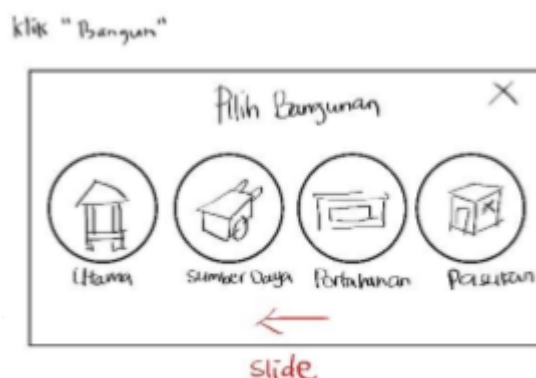 klik "Bangun"
Pilih Bangunan
X
Utama
Sumber Daya
Pertahanan
Pasukan
slide